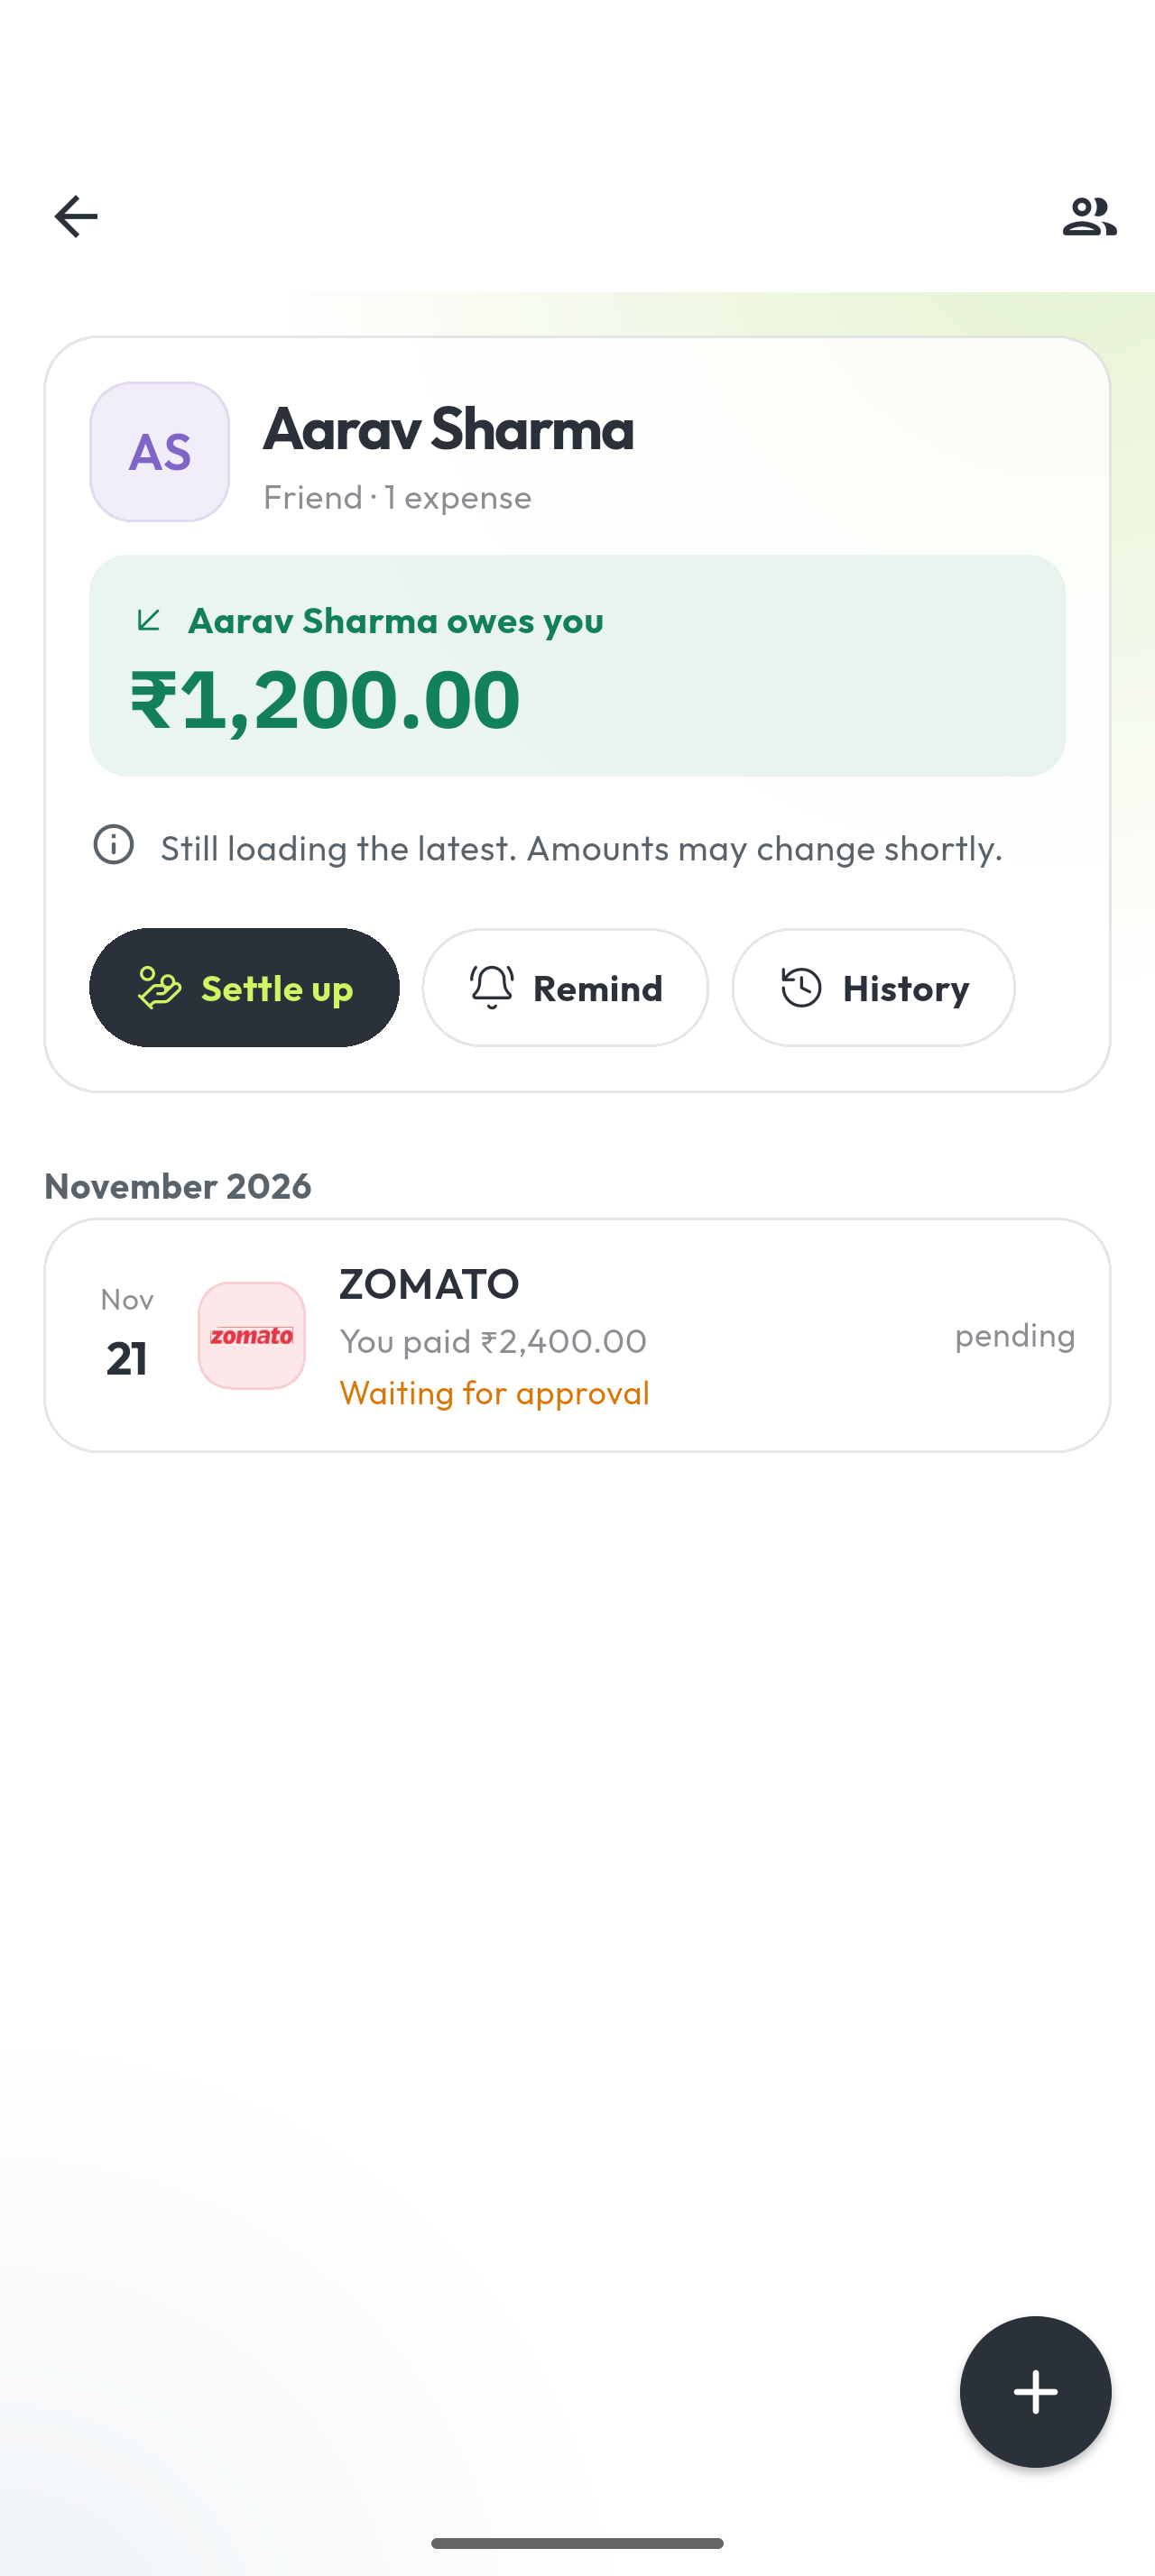 AS
Aarav Sharma
Friend · 1 expense
Aarav Sharma owes you
₹1,200.00
Still loading the latest. Amounts may change shortly.
Settle up
Remind
History
November 2026
Nov
21
zomato
ZOMATO
You paid ₹2,400.00
Waiting for approval
pending